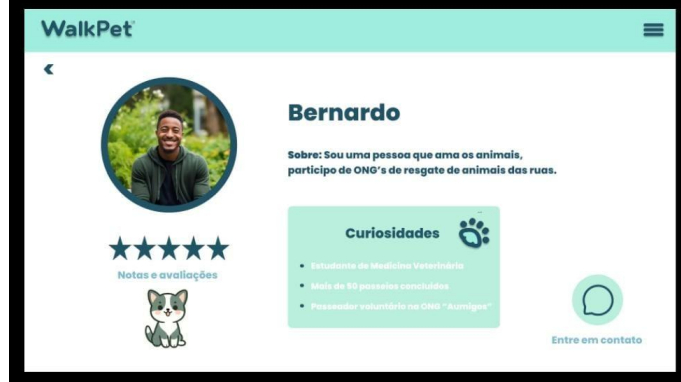 WalkPet
Bernardo
Sobre: Sou uma pessoa que ama os animais,
participo de ONG's de resgate de animais das ruas.
Curiosidades
Estudante de Medicina Veterinária
Mais de 50 passeios concluídos
Passeador voluntário na ONG "Aumigos"
Notas e avaliações
Entre em contato